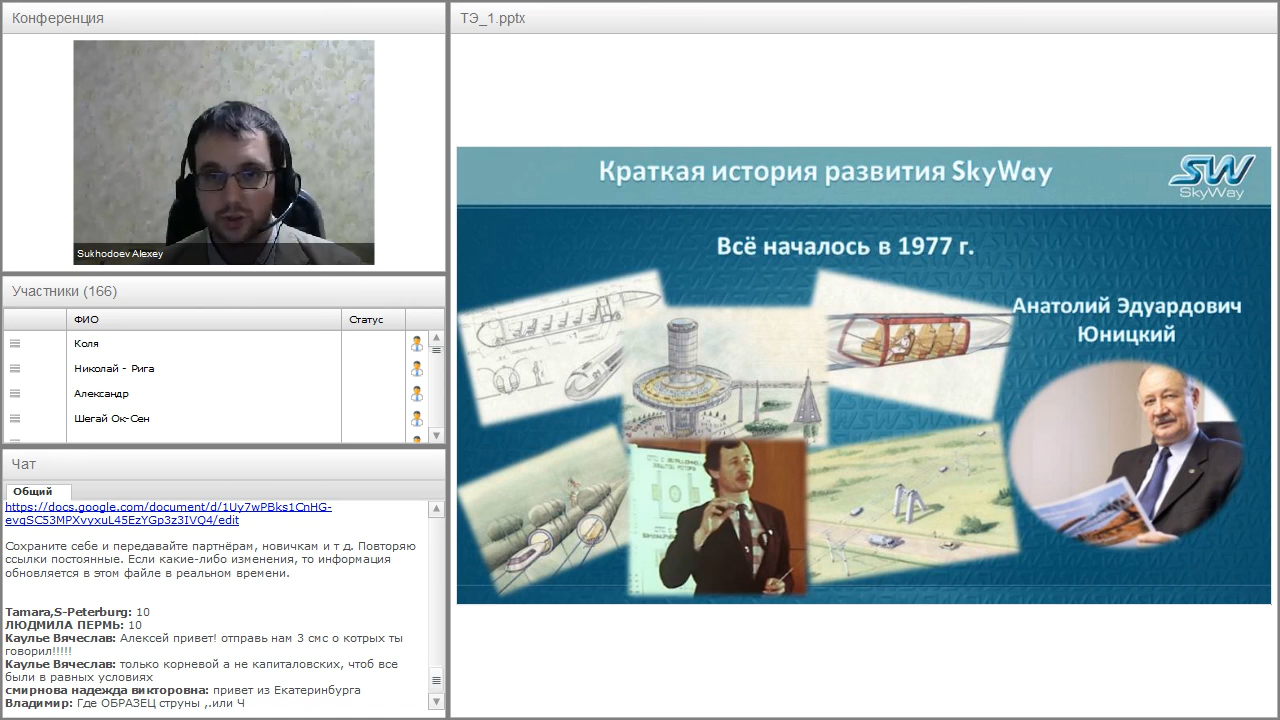 Конференция
Sukhodoev Alexey
Участники (166)
ФИО
Статус
Коля
Николай - Рига
Александр
Шегай Ок-Сен
Чат
Общий
https://docs.google.com/document/d/1Uy7wPBks1CnHG-
evqSC53MPXvvxuL45EzYGp3z3IVQ4/edit
Сохраните себе и передавайте партнёрам, новичкам и т д. Повторяю
ссылки постоянные. Если какие-либо изменения, то информация
обновляется в этом файле в реальном времени.
Tamara,S-Peterburg: 10
ЛЮДМИЛА ПЕРМЬ: 10
Каулье Вячеслав: Алексей привет! отправь нам 3 смс о котрых ты
говорил!!!!!
Каулье Вячеслав: только корневой а не капиталовских, чтоб все
были в равных условиях
смирнова надежда викторовна: привет из Екатеринбурга
Владимир: Где ОБРАЗЕЦ струны ,.или Ч
ТЭ_1.pptx
Краткая история развития SkyWay
SW
SkyWay
Всё началось в 1977 г.
Анатолий Эдуардович
Юницкий